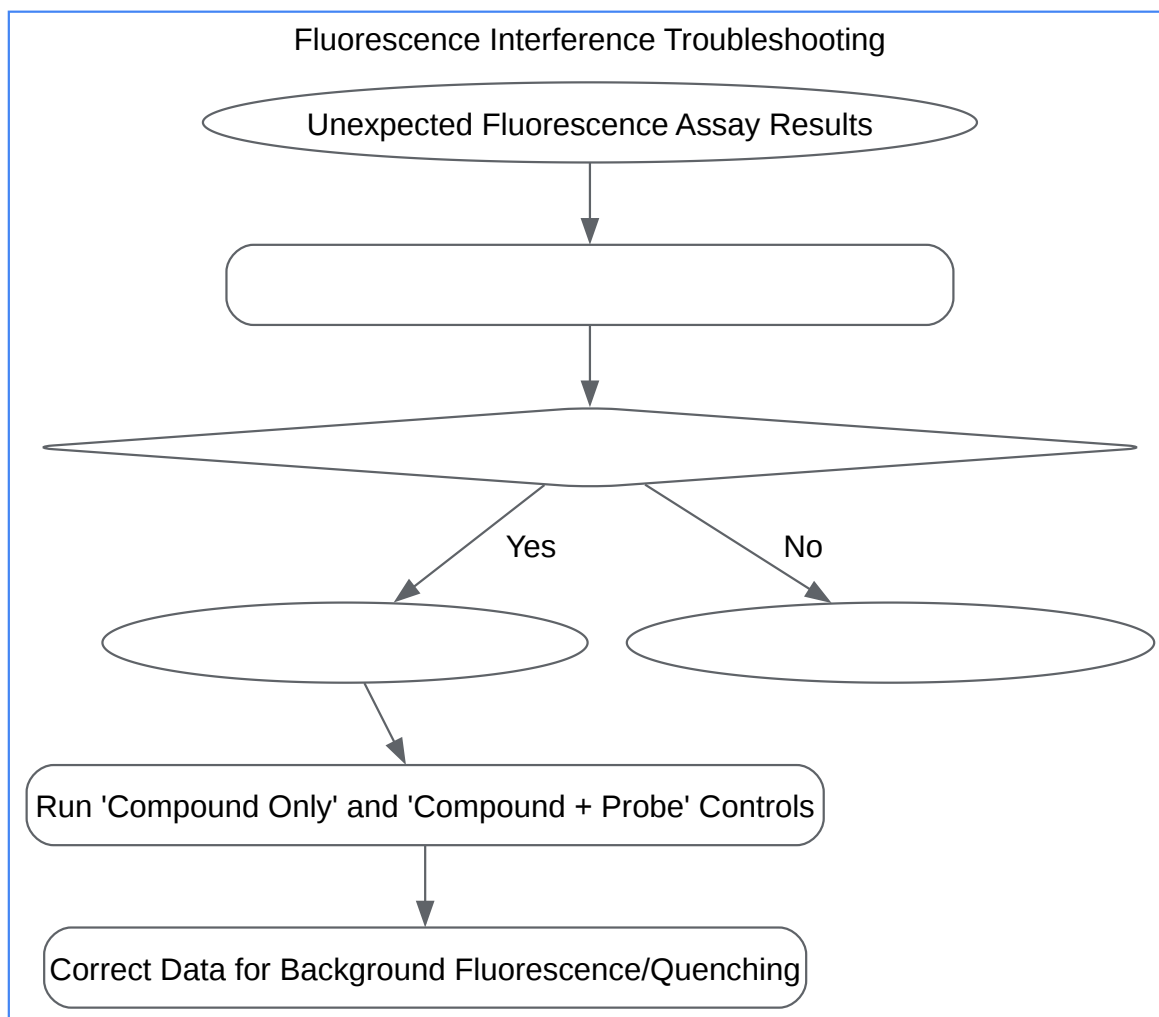 Fluorescence Interference Troubleshooting
Unexpected Fluorescence Assay Results
Yes
No
Run 'Compound Only' and 'Compound + Probe' Controls
Correct Data for Background Fluorescence/Quenching